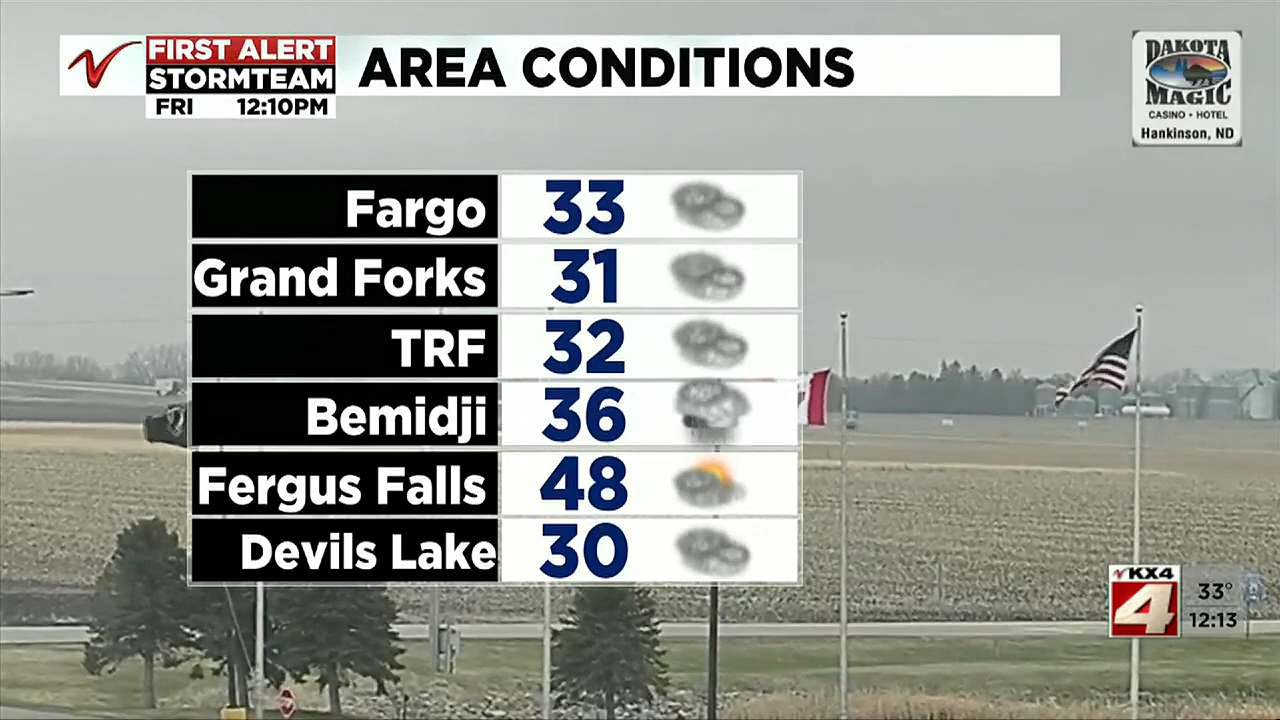 FIRST ALERT
STORMTEAM
FRI 12:10PM
AREA CONDITIONS
DAKOTA
MAGIC
CASINO • HOTEL
Hankinson, ND
Fargo 33
Grand Forks 31
TRF 32
Bemidji 36
Fergus Falls 48
Devils Lake 30
KX4
4
33°
12:13